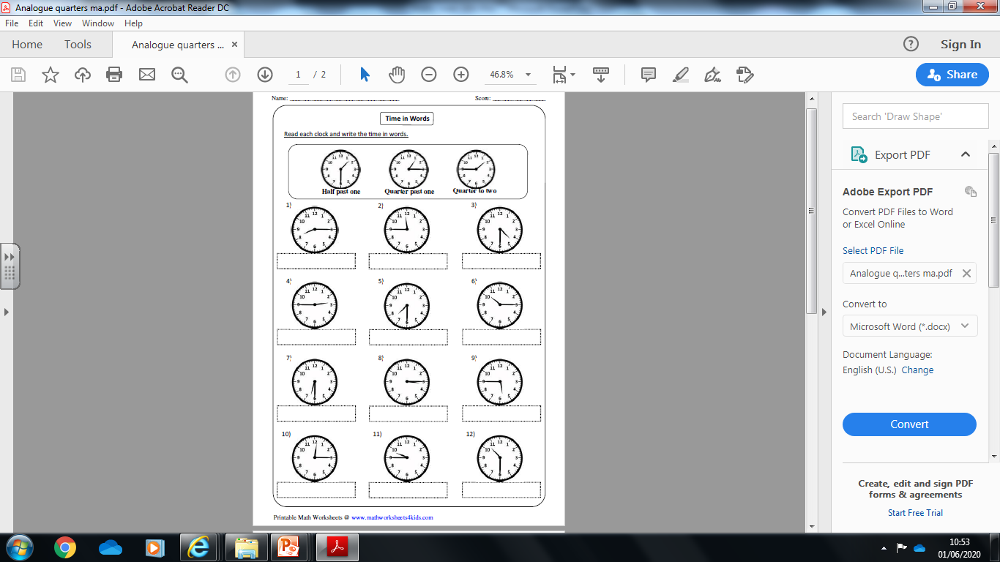 Analogue quarters ma.pdf - Adobe Acrobat Reader DC
File Edit View Window Help
Home Tools Analogue quarters ... × ? Sign In
1 / 2 46.8% Share
Name:
Score:
Time in Words
Read each clock and write the time in words.
Half past one Quarter past one Quarter to two
1) 2) 3)
4) 5) 6)
7) 8) 9)
10) 11) 12)
Printable Math Worksheets @ www.mathworksheets4kids.com
Search 'Draw Shape'
Export PDF
Adobe Export PDF
Convert PDF Files to Word
or Excel Online
Select PDF File
Analogue q...ters ma.pdf
Convert to
Microsoft Word (*.docx)
Document Language:
English (U.S.) Change
Convert
Create, edit and sign PDF
forms & agreements
Start Free Trial
10:53
01/06/2020